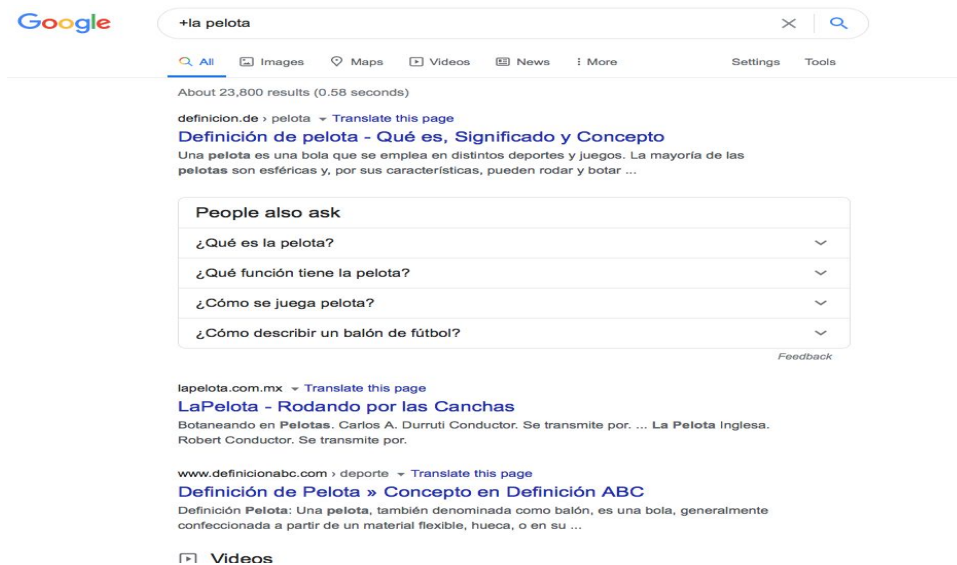 Google
+la pelota
All Images Maps Videos News More Settings Tools
About 23,800 results (0.58 seconds)
definicion.de › pelota Translate this page
Definición de pelota - Qué es, Significado y Concepto
Una pelota es una bola que se emplea en distintos deportes y juegos. La mayoría de las
pelotas son esféricas y, por sus características, pueden rodar y botar ...
People also ask
¿Qué es la pelota?
¿Qué función tiene la pelota?
¿Cómo se juega pelota?
¿Cómo describir un balón de fútbol?
Feedback
lapelota.com.mx Translate this page
LaPelota - Rodando por las Canchas
Botaneando en Pelotas. Carlos A. Durruti Conductor. Se transmite por. ... La Pelota Inglesa.
Robert Conductor. Se transmite por.
www.definicionabc.com › deporte Translate this page
Definición de Pelota » Concepto en Definición ABC
Definición Pelota: Una pelota, también denominada como balón, es una bola, generalmente
confeccionada a partir de un material flexible, hueca, o en su ...
Videos